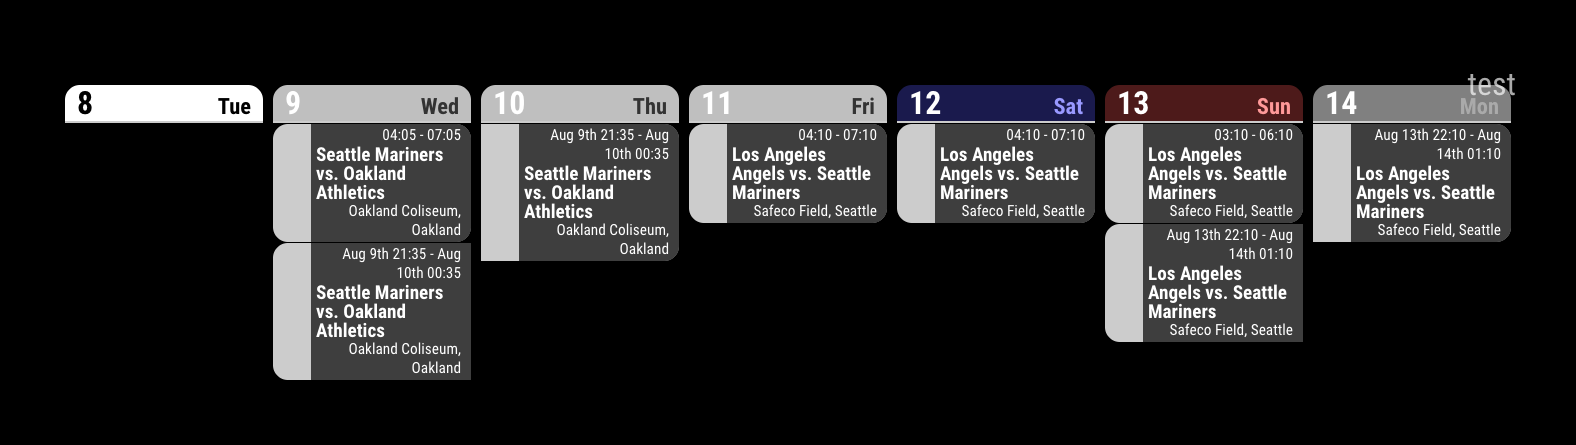 test
8 Tue
9 Wed
04:05 - 07:05
Seattle Mariners
vs. Oakland
Athletics
Oakland Coliseum,
Oakland
Aug 9th 21:35 - Aug
10th 00:35
Seattle Mariners
vs. Oakland
Athletics
Oakland Coliseum,
Oakland
10 Thu
Aug 9th 21:35 - Aug
10th 00:35
Seattle Mariners
vs. Oakland
Athletics
Oakland Coliseum,
Oakland
11 Fri
04:10 - 07:10
Los Angeles
Angels vs. Seattle
Mariners
Safeco Field, Seattle
12 Sat
04:10 - 07:10
Los Angeles
Angels vs. Seattle
Mariners
Safeco Field, Seattle
13 Sun
03:10 - 06:10
Los Angeles
Angels vs. Seattle
Mariners
Safeco Field, Seattle
Aug 13th 22:10 - Aug
14th 01:10
Los Angeles
Angels vs. Seattle
Mariners
Safeco Field, Seattle
14 Mon
Aug 13th 22:10 - Aug
14th 01:10
Los Angeles
Angels vs. Seattle
Mariners
Safeco Field, Seattle